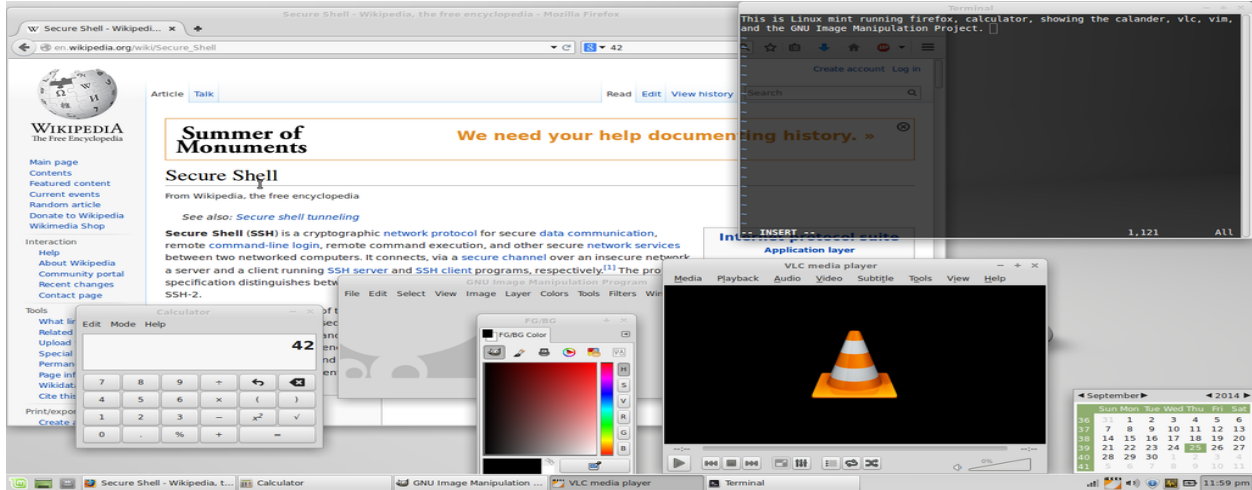 Secure Shell - Wikipedia, the free encyclopedia - Mozilla Firefox
W Secure Shell - Wikipedi... × +
en.wikipedia.org/wiki/Secure_Shell
42
Create account Log in
WIKIPEDIA
The Free Encyclopedia
Article Talk
Read Edit View history
Search
Summer of
Monuments
We need your help documenting history. »
Main page
Contents
Featured content
Current events
Random article
Donate to Wikipedia
Wikimedia Shop
Interaction
Help
About Wikipedia
Community portal
Recent changes
Contact page
Tools
What lin
Related
Upload
Special
Perman
Page inf
Wikidat
Cite this
Print/expor
Create a
Secure Shell
From Wikipedia, the free encyclopedia
See also: Secure shell tunneling
Secure Shell (SSH) is a cryptographic network protocol for secure data communication,
remote command-line login, remote command execution, and other secure network services
between two networked computers. It connects, via a secure channel over an insecure network,
a server and a client running SSH server and SSH client programs, respectively.[1] The pro
specification distinguishes betw
SSH-2.
Internet protocol suite
Application layer
Terminal
This is Linux mint running firefox, calculator, showing the calander, vlc, vim,
and the GNU Image Manipulation Project.
-- INSERT --
1,121 All
Calculator
Edit Mode Help
42
7 8 9 ÷
4 5 6 × ( )
1 2 3 − x² √
0 . % + =
GNU Image Manipulation Program
File Edit Select View Image Layer Colors Tools Filters Win
FG/BG
FG/BG Color
H
S
V
R
G
B
VLC media player
Media Playback Audio Video Subtitle Tools View Help
--:-- --:--
0%
September 2014
Sun Mon Tue Wed Thu Fri Sat
36 31 1 2 3 4 5 6
37 7 8 9 10 11 12 13
38 14 15 16 17 18 19 20
39 21 22 23 24 25 26 27
40 28 29 30 1 2 3 4
41 5 6 7 8 9 10 11
Secure Shell - Wikipedia, t... Calculator GNU Image Manipulation ... VLC media player Terminal 11:59 pm